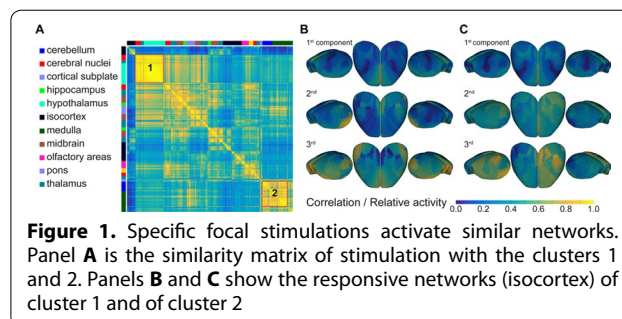 A
B
C
cerebellum
cerebral nuclei
cortical subplate
hippocampus
hypothalamus
isocortex
medulla
midbrain
olfactory areas
pons
thalamus
1
2
1st component
2nd
3rd
1st component
2nd
3rd
Correlation / Relative activity
0.0 0.2 0.4 0.6 0.8 1.0
Figure 1. Specific focal stimulations activate similar networks.
Panel A is the similarity matrix of stimulation with the clusters 1
and 2. Panels B and C show the responsive networks (isocortex) of
cluster 1 and of cluster 2